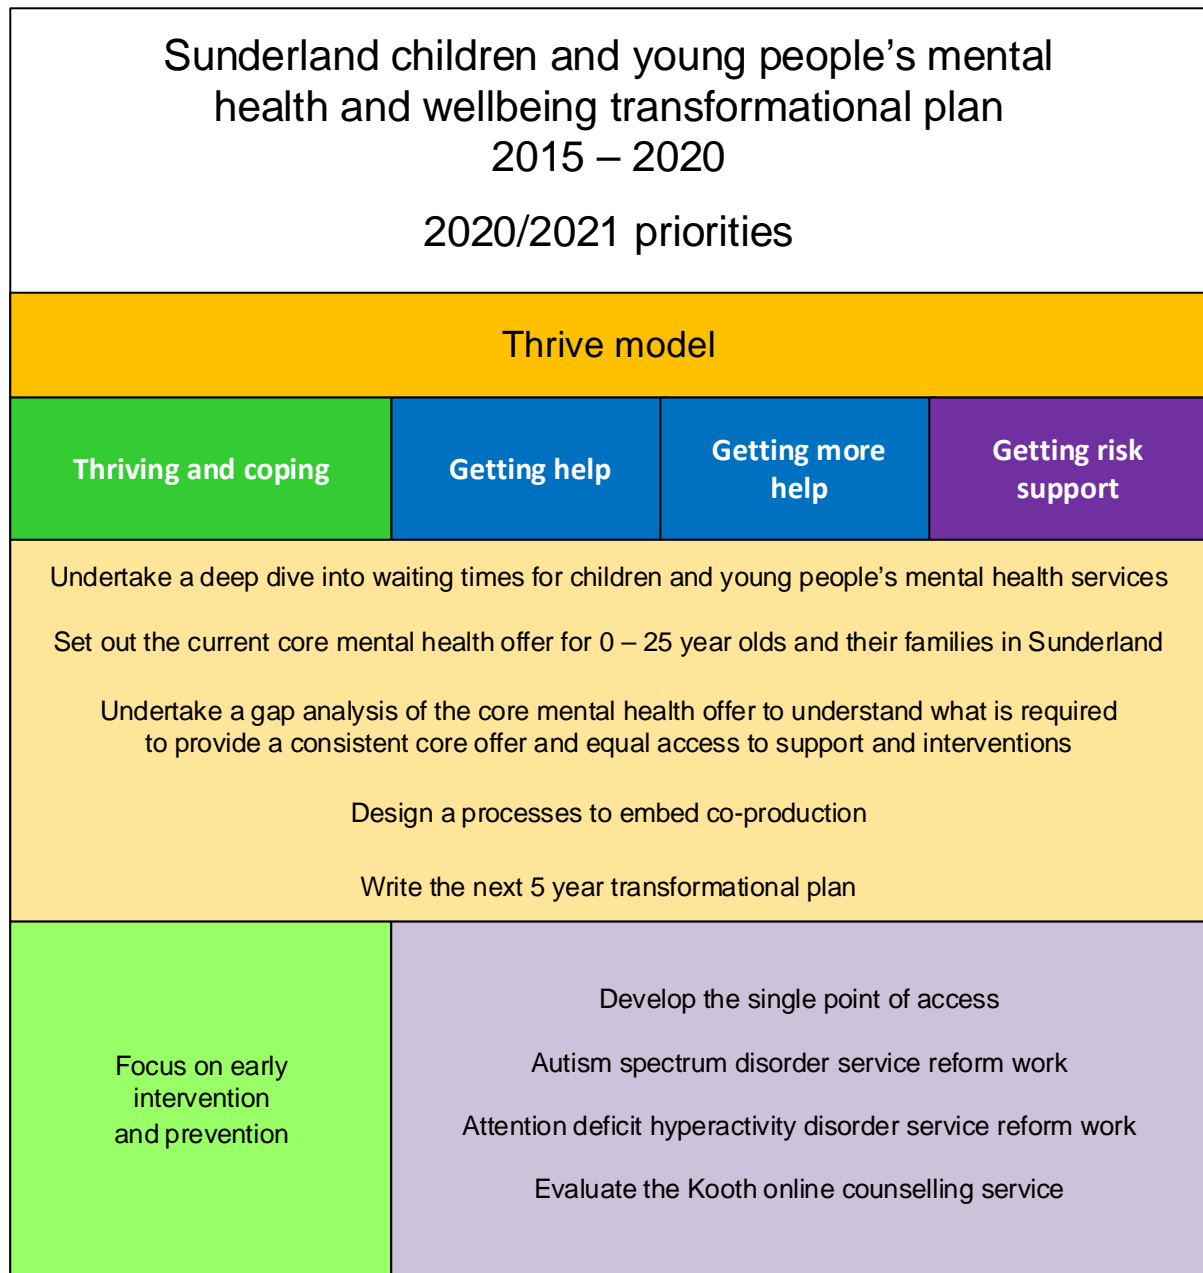 Sunderland children and young people’s mental
health and wellbeing transformational plan
2015 – 2020
2020/2021 priorities
Thrive model
Thriving and coping
Getting help
Getting more
help
Getting risk
support
Undertake a deep dive into waiting times for children and young people’s mental health services
Set out the current core mental health offer for 0 – 25 year olds and their families in Sunderland
Undertake a gap analysis of the core mental health offer to understand what is required
to provide a consistent core offer and equal access to support and interventions
Design a processes to embed co-production
Write the next 5 year transformational plan
Focus on early
intervention
and prevention
Develop the single point of access
Autism spectrum disorder service reform work
Attention deficit hyperactivity disorder service reform work
Evaluate the Kooth online counselling service